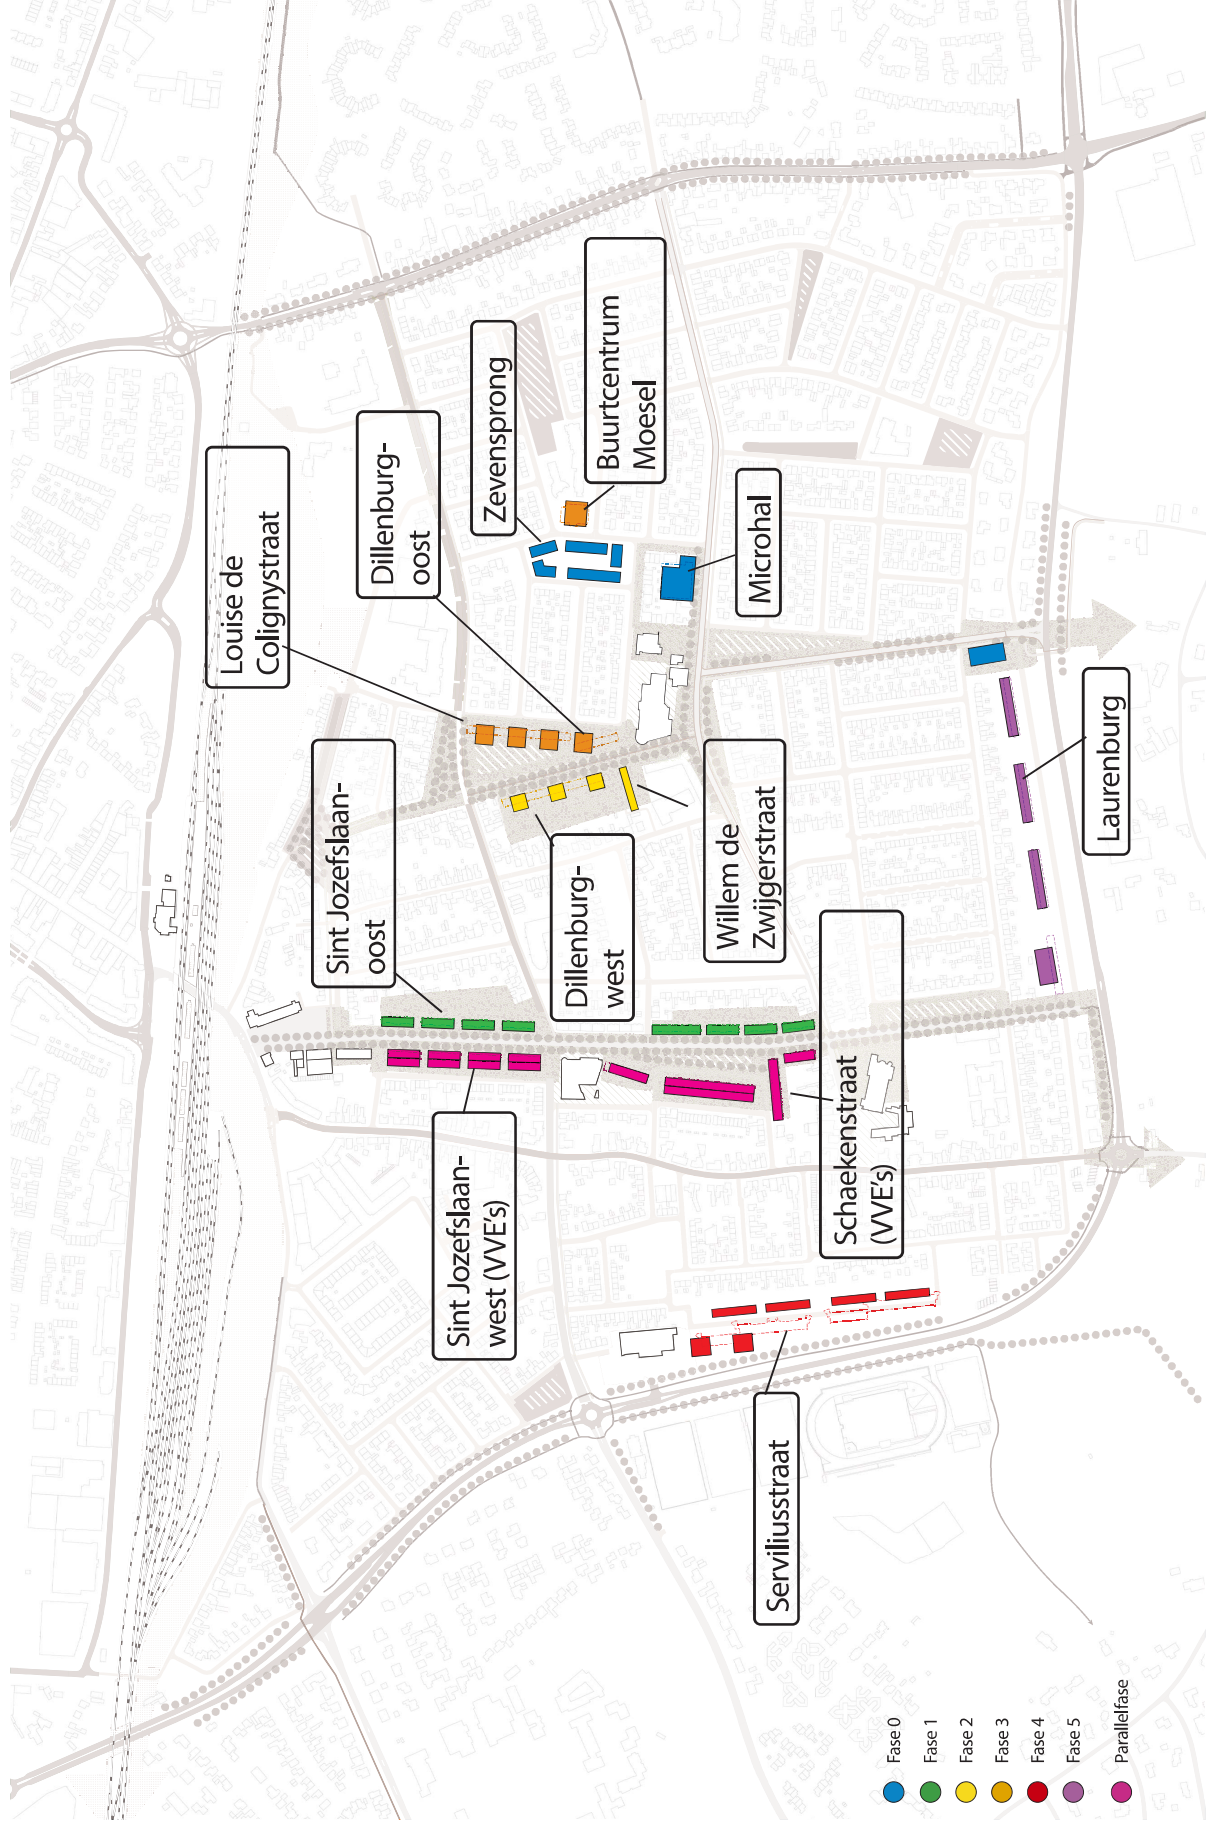 Louise de
Colignystraat
Dillenburg-
oost
Zevensprong
Buurtcentrum
Moesel
Microhal
Sint Jozefslaan-
oost
Dillenburg-
west
Willem de
Zwijgerstraat
Laurenburg
Sint Jozefslaan-
west (VVE's)
Schaekenstraat
(VVE's)
Serviliusstraat
Fase 0
Fase 1
Fase 2
Fase 3
Fase 4
Fase 5
Parallelfase